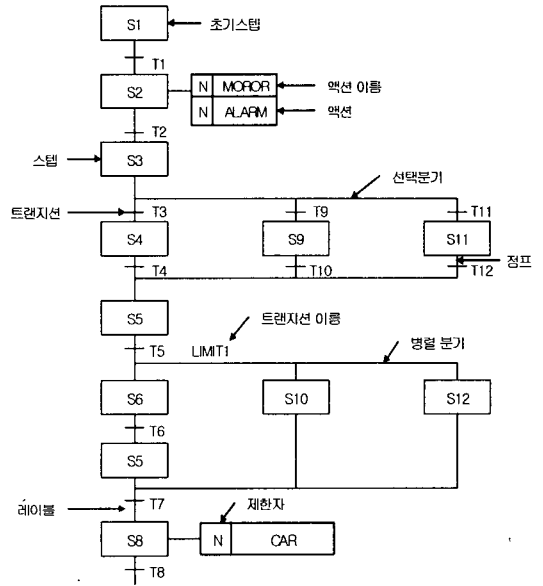 S1 초기스텝
T1
S2 N MOROR 액션 이름
N ALARM 액션
T2
스텝 S3
선택분기
트랜지션 T3 T9 T11
S4 S9 S11
점프
T4 T10 T12
S5 트랜지션 이름
T5 LIMIT1 병렬 분기
S6 S10 S12
T6
S5
레이블 T7 제한자
S8 N CAR
T8